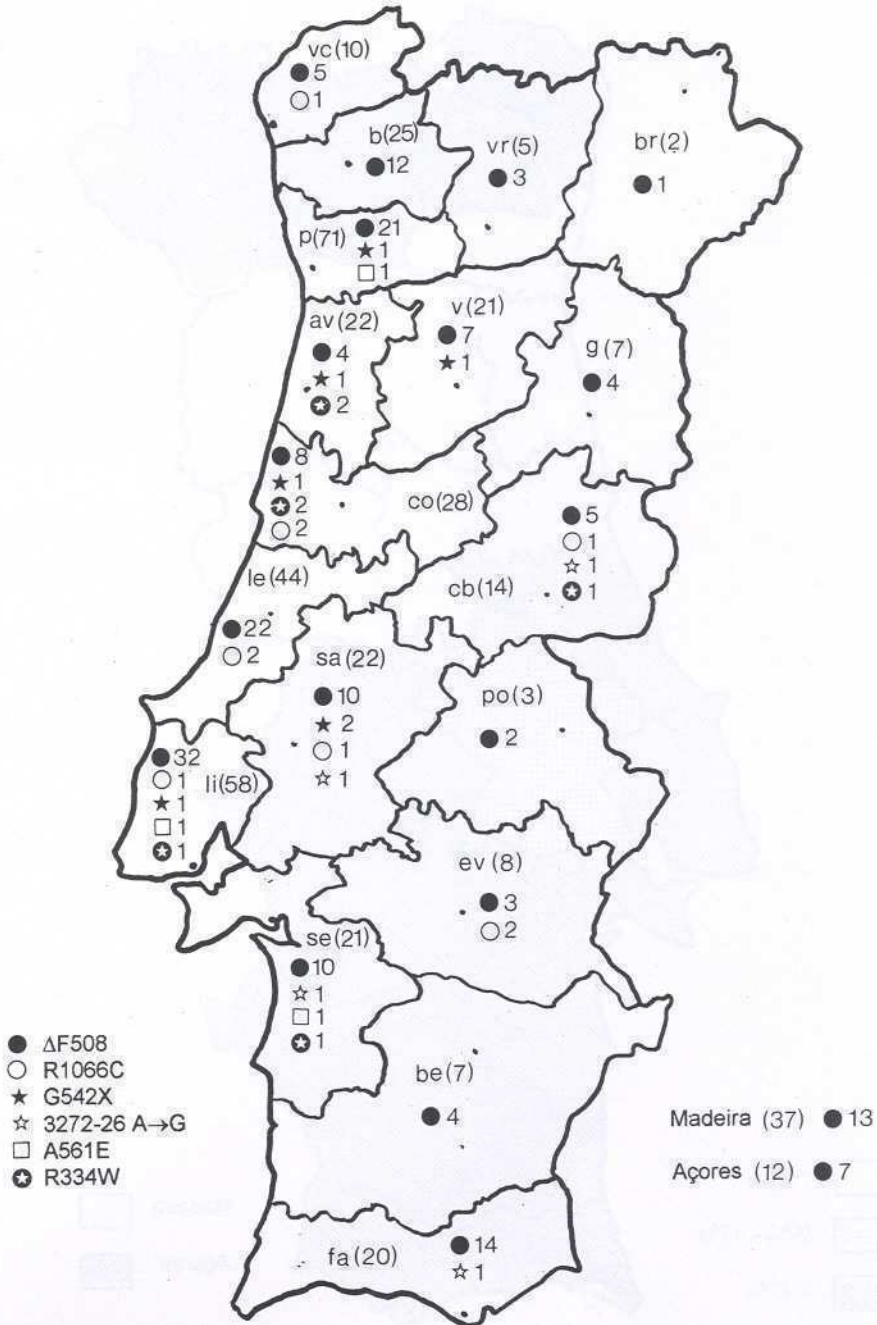 vc(10)
5
1
b(25)
12
vr(5)
3
br(2)
1
p(71)
21
1
1
av(22)
4
1
2
v(21)
7
1
g(7)
4
8
1
2
2
co(28)
5
1
1
1
cb(14)
le(44)
22
2
sa(22)
10
2
1
1
po(3)
2
32
1
1
1
1
li(58)
ev(8)
3
2
se(21)
10
1
1
1
be(7)
4
fa(20)
14
1
ΔF508
R1066C
G542X
3272-26 A→G
A561E
R334W
Madeira (37) 13
Açores (12) 7